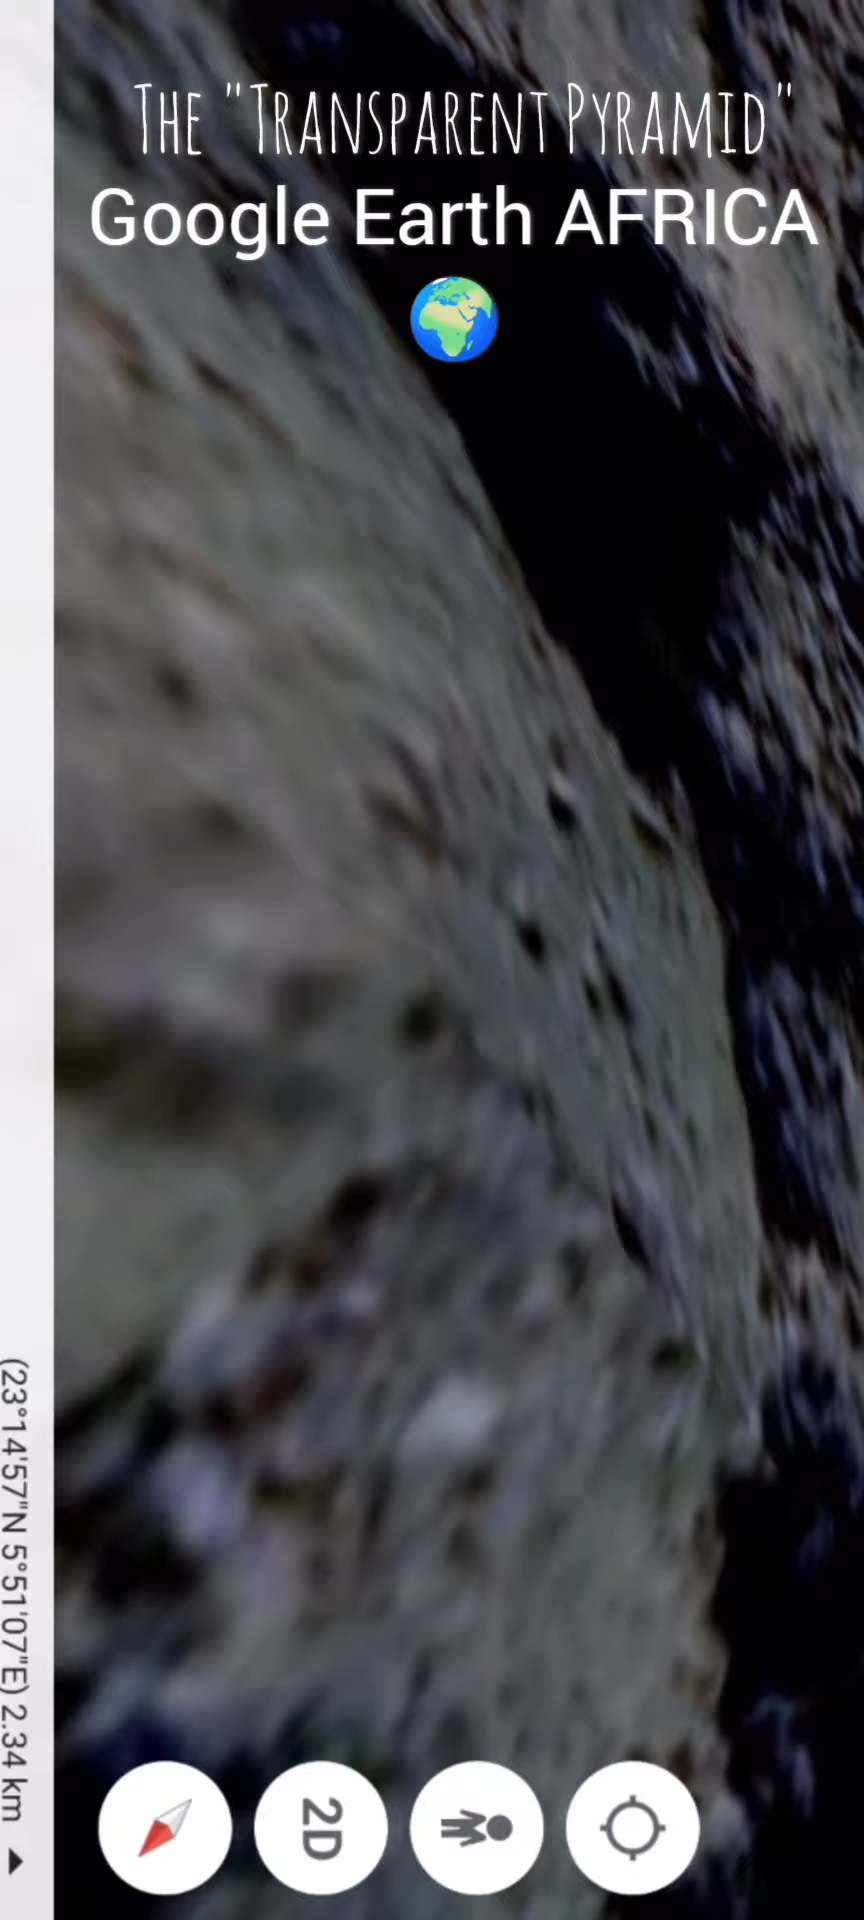 THE "TRANSPARENT PYRAMID"
Google Earth AFRICA
(23°14'57"N 5°51'07"E) 2.34 km
2D